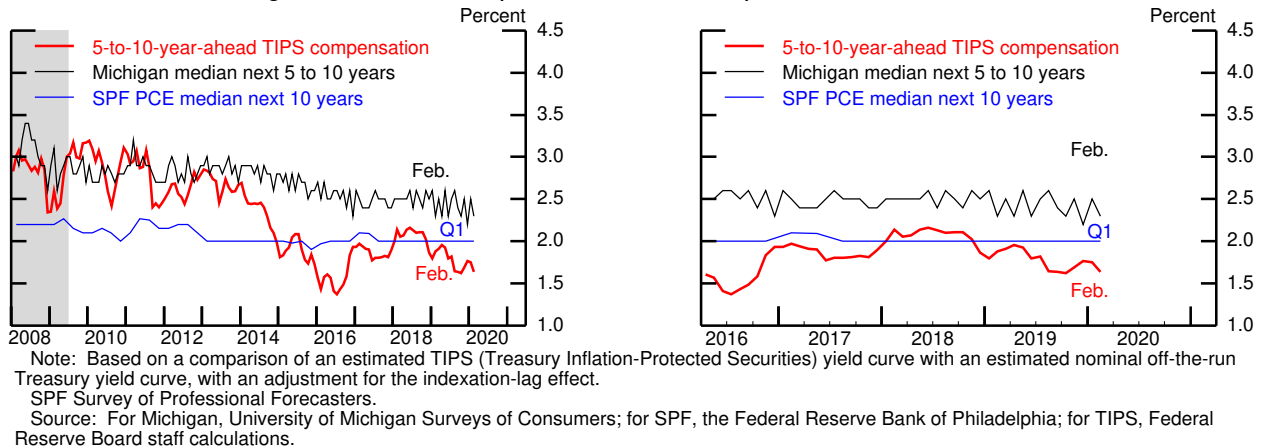 Percent
4.5
5-to-10-year-ahead TIPS compensation
Michigan median next 5 to 10 years
SPF PCE median next 10 years
4.0
3.5
3.0
2.5
2.0
1.5
1.0
Feb.
Q1
Feb.
2008 2010 2012 2014 2016 2018 2020
Percent
4.5
5-to-10-year-ahead TIPS compensation
Michigan median next 5 to 10 years
SPF PCE median next 10 years
4.0
3.5
3.0
2.5
2.0
1.5
1.0
Feb.
Q1
Feb.
2016 2017 2018 2019 2020
Note: Based on a comparison of an estimated TIPS (Treasury Inflation-Protected Securities) yield curve with an estimated nominal off-the-run
Treasury yield curve, with an adjustment for the indexation-lag effect.
SPF Survey of Professional Forecasters.
Source: For Michigan, University of Michigan Surveys of Consumers; for SPF, the Federal Reserve Bank of Philadelphia; for TIPS, Federal
Reserve Board staff calculations.